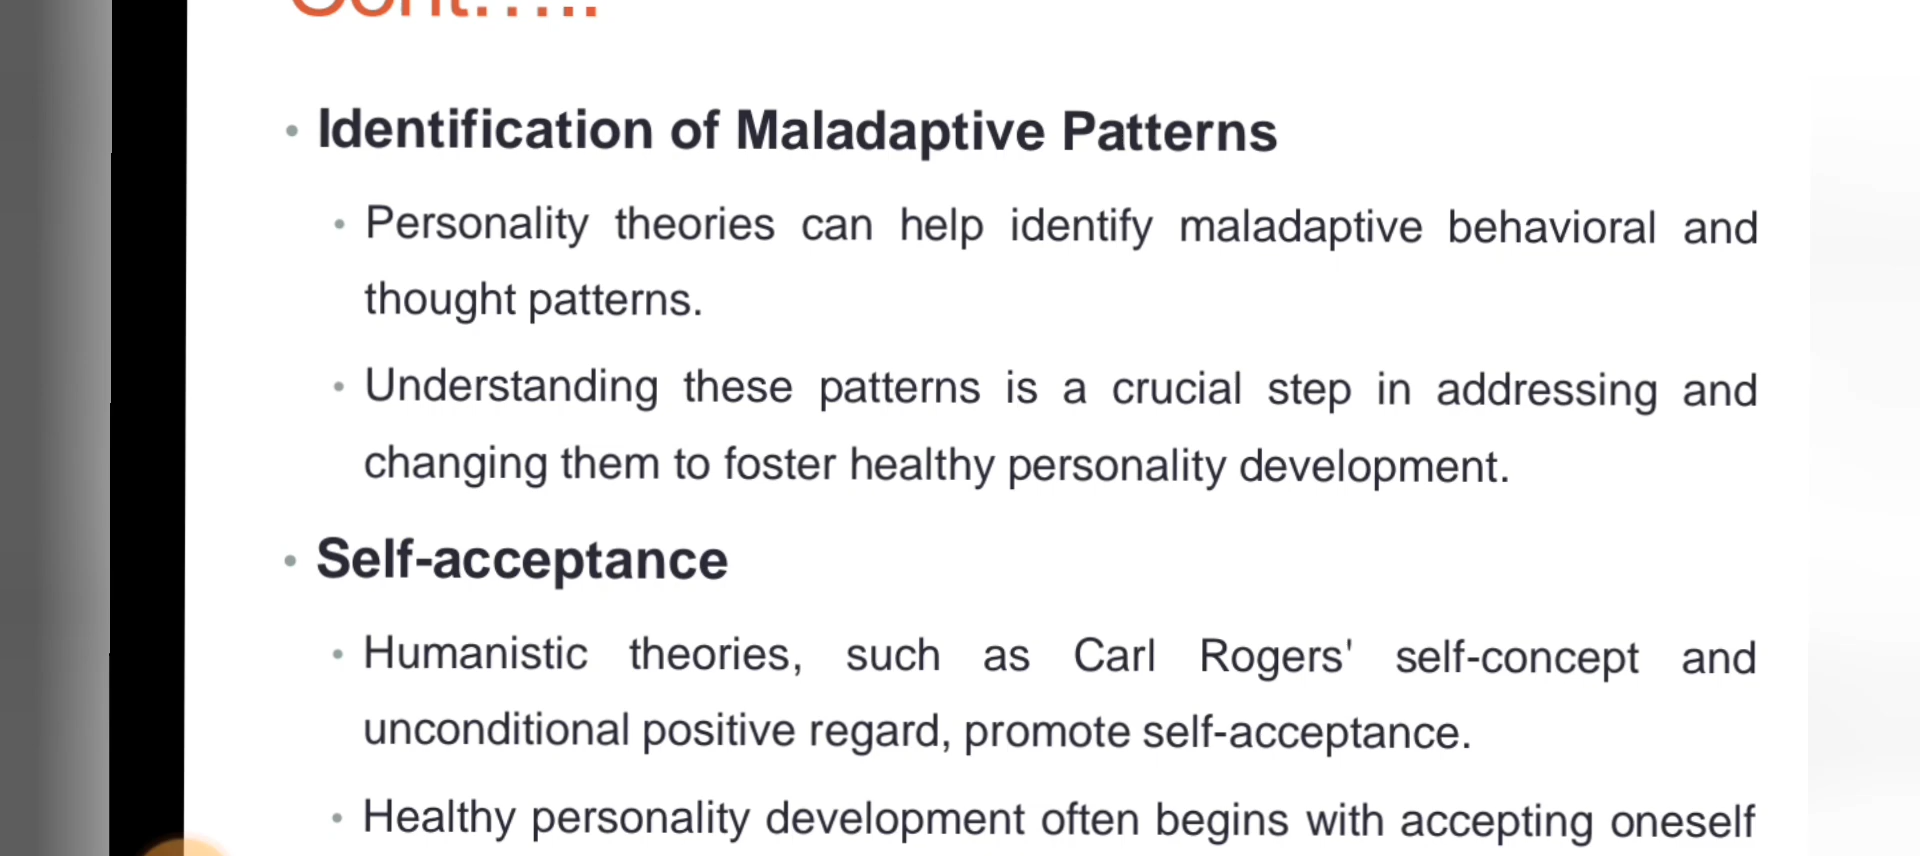 Cont.....
• Identification of Maladaptive Patterns
• Personality theories can help identify maladaptive behavioral and
thought patterns.
• Understanding these patterns is a crucial step in addressing and
changing them to foster healthy personality development.
• Self-acceptance
• Humanistic theories, such as Carl Rogers' self-concept and
unconditional positive regard, promote self-acceptance.
• Healthy personality development often begins with accepting oneself